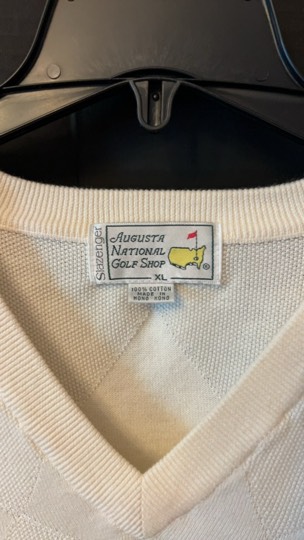 Slazenger
AUGUSTA
NATIONAL
GOLF SHOP
®
XL
100% COTTON
MADE IN
HONG KONG